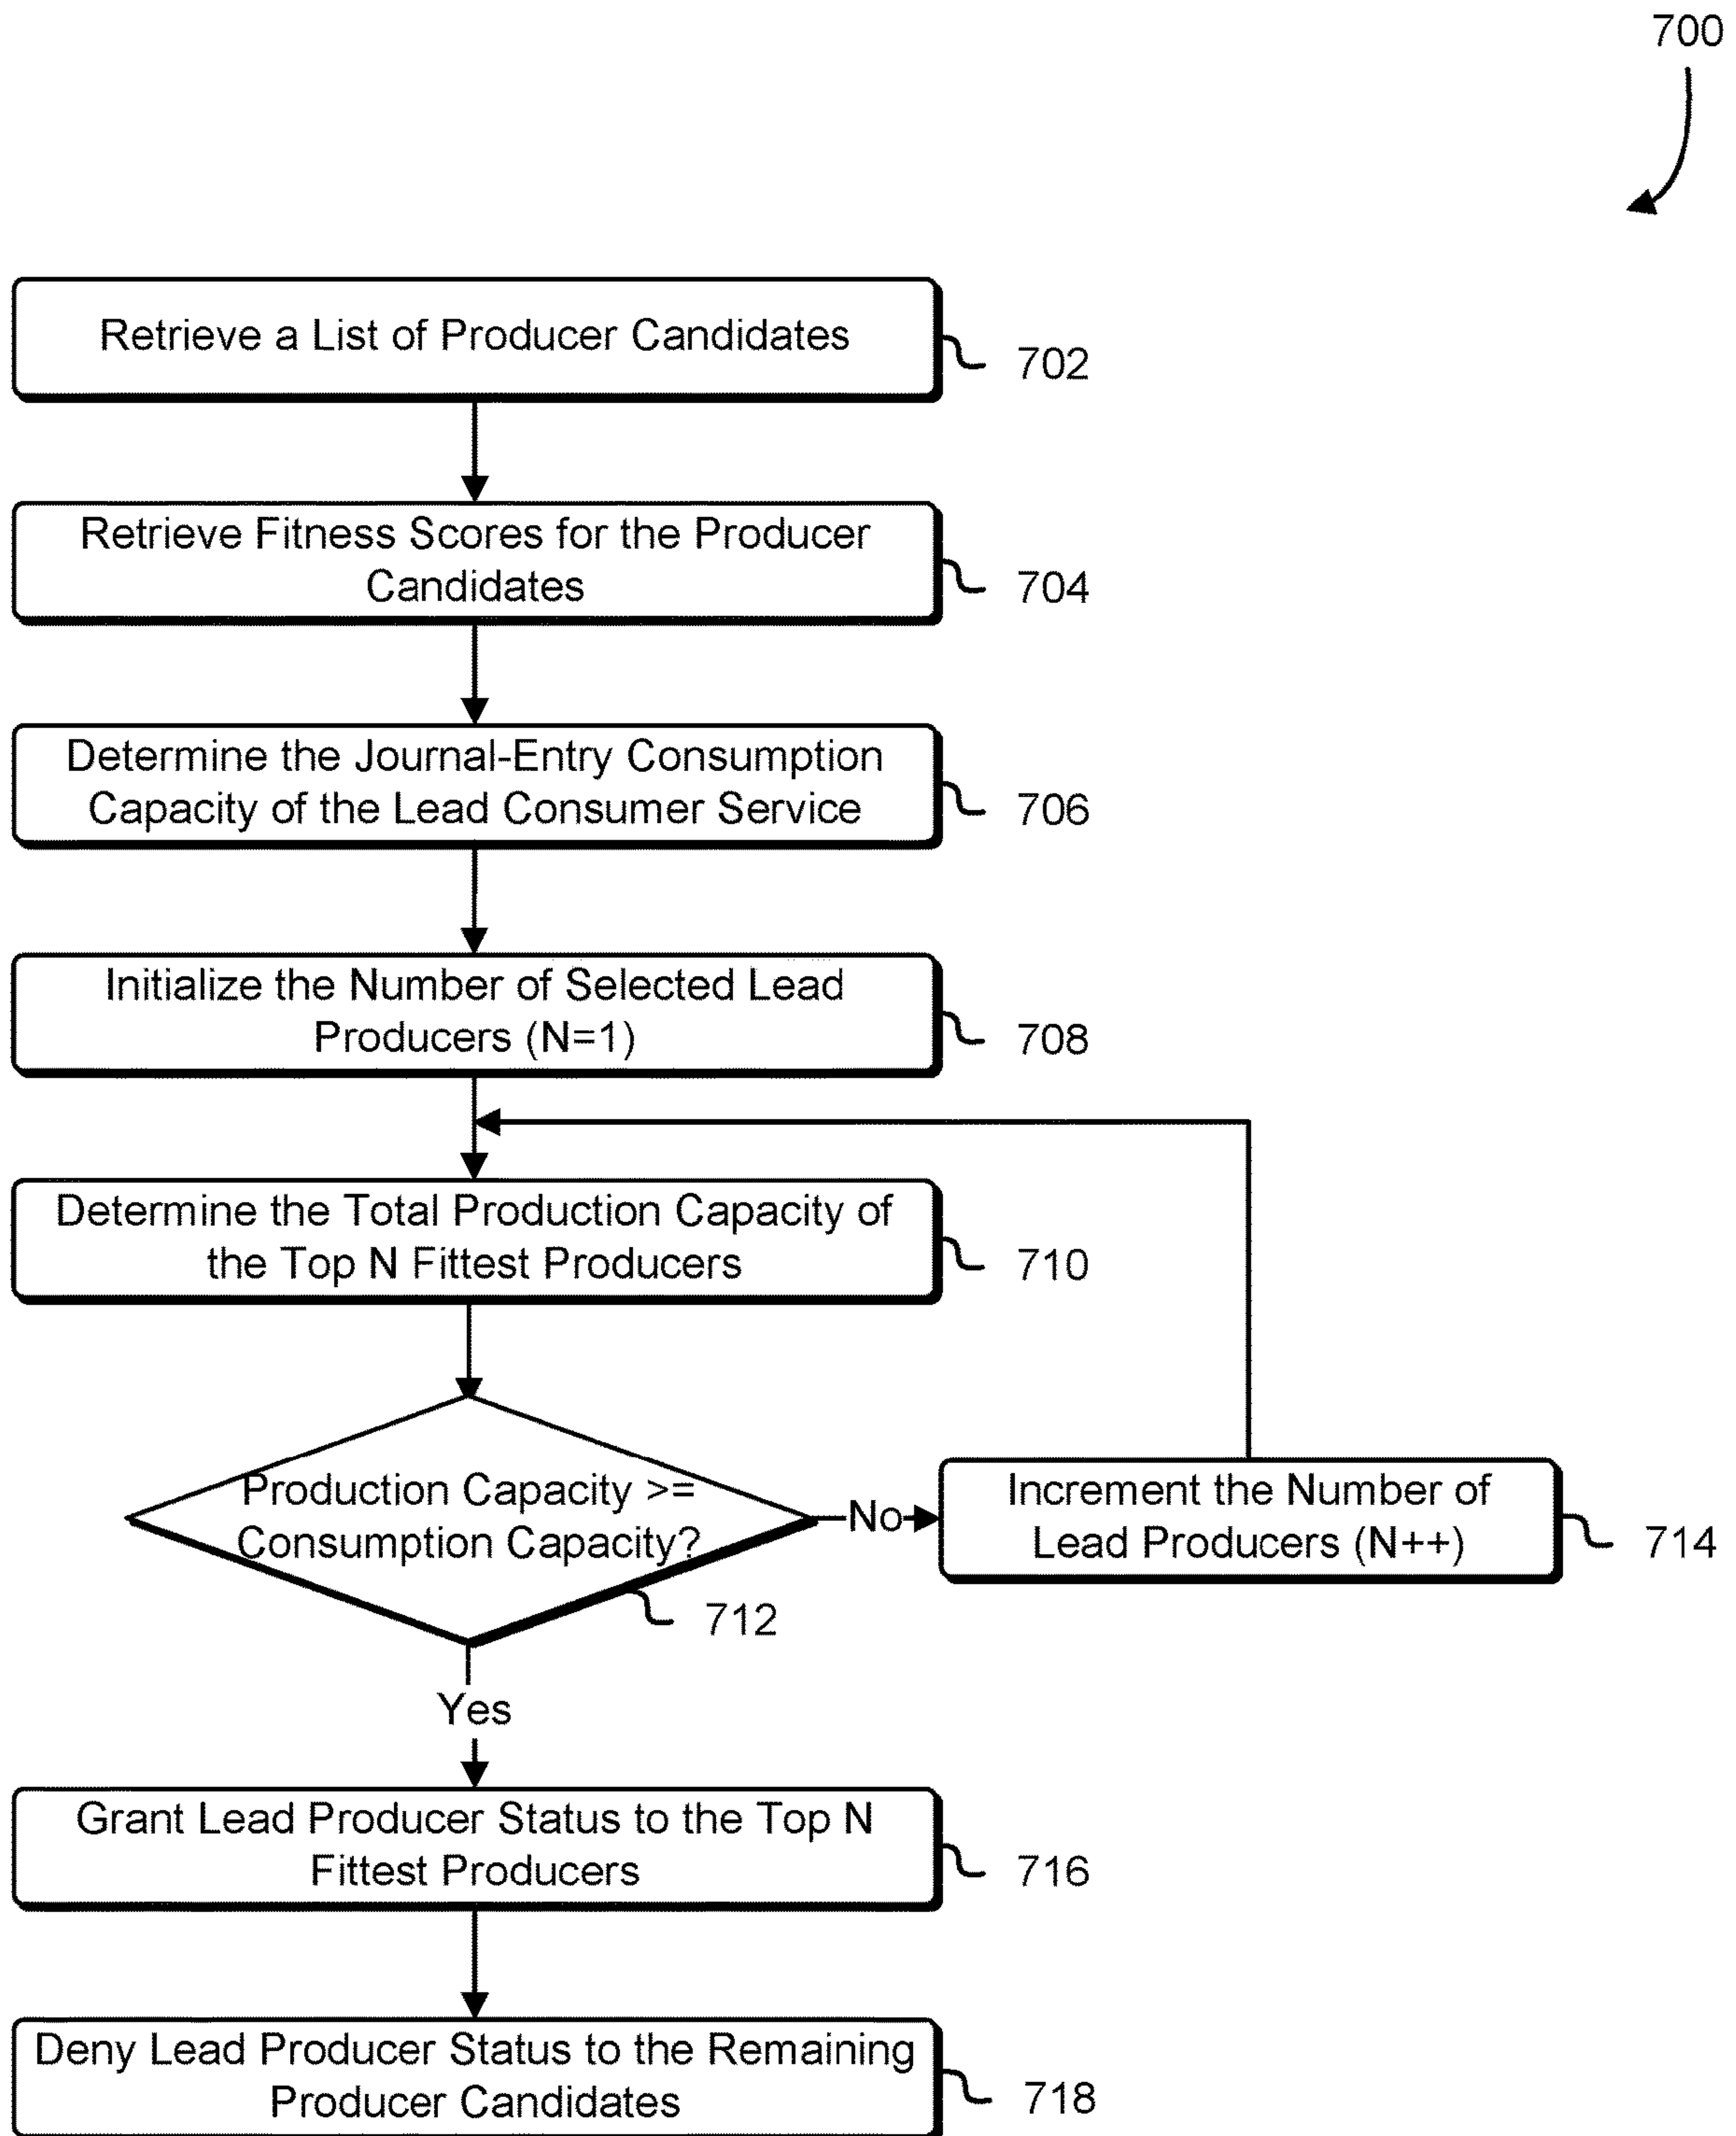 700
Retrieve a List of Producer Candidates
702
Retrieve Fitness Scores for the Producer
Candidates
704
Determine the Journal-Entry Consumption
Capacity of the Lead Consumer Service
706
Initialize the Number of Selected Lead
Producers (N=1)
708
Determine the Total Production Capacity of
the Top N Fittest Producers
710
Production Capacity >=
Consumption Capacity?
712
No
Increment the Number of
Lead Producers (N++)
714
Yes
Grant Lead Producer Status to the Top N
Fittest Producers
716
Deny Lead Producer Status to the Remaining
Producer Candidates
718